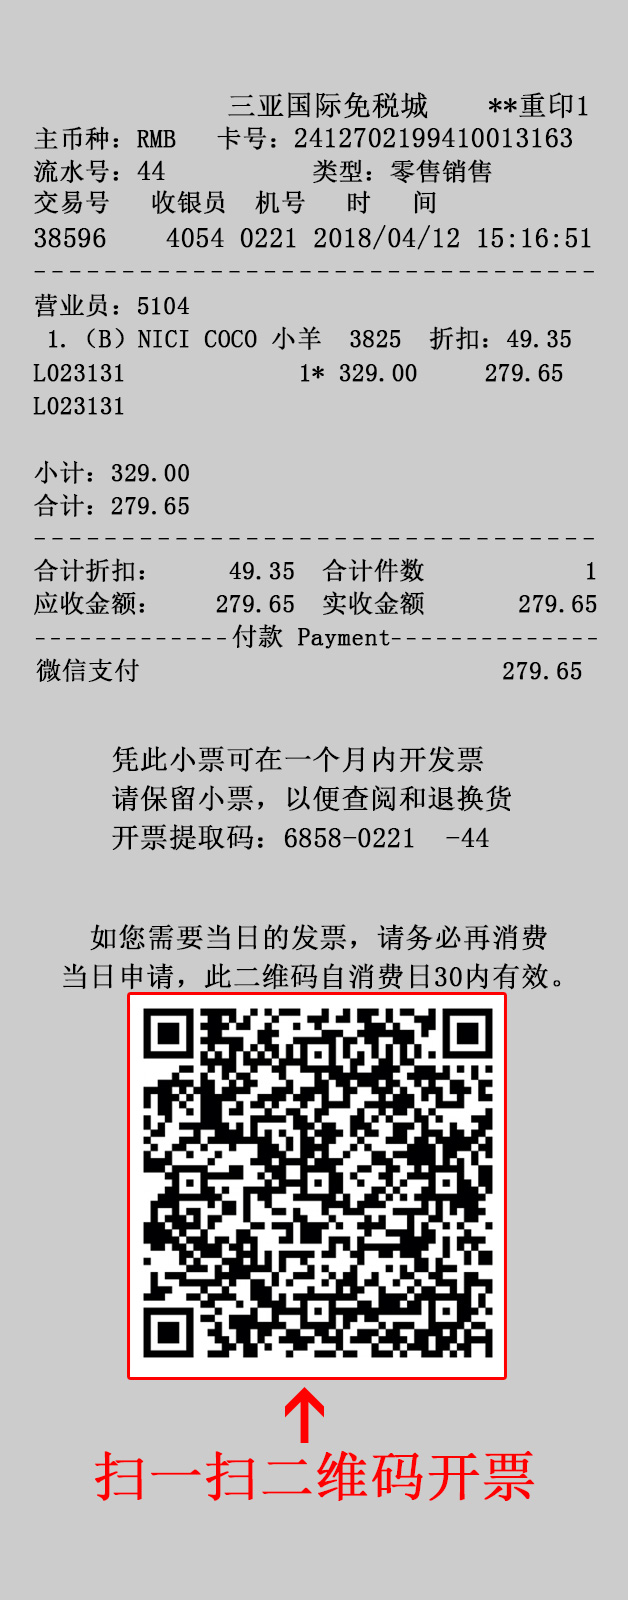 三亚国际免税城 **重印1
主币种：RMB 卡号：2412702199410013163
流水号：44 类型：零售销售
交易号 收银员 机号 时 间
38596 4054 0221 2018/04/12 15:16:51
--------------------------------
营业员：5104
1.（B）NICI COCO 小羊 3825 折扣：49.35
L023131 1* 329.00 279.65
L023131
小计：329.00
合计：279.65
--------------------------------
合计折扣： 49.35 合计件数 1
应收金额： 279.65 实收金额 279.65
-------------付款 Payment--------------
微信支付 279.65
凭此小票可在一个月内开发票
请保留小票，以便查阅和退换货
开票提取码：6858-0221 -44
如您需要当日的发票，请务必再消费
当日申请，此二维码自消费日30内有效。
扫一扫二维码开票